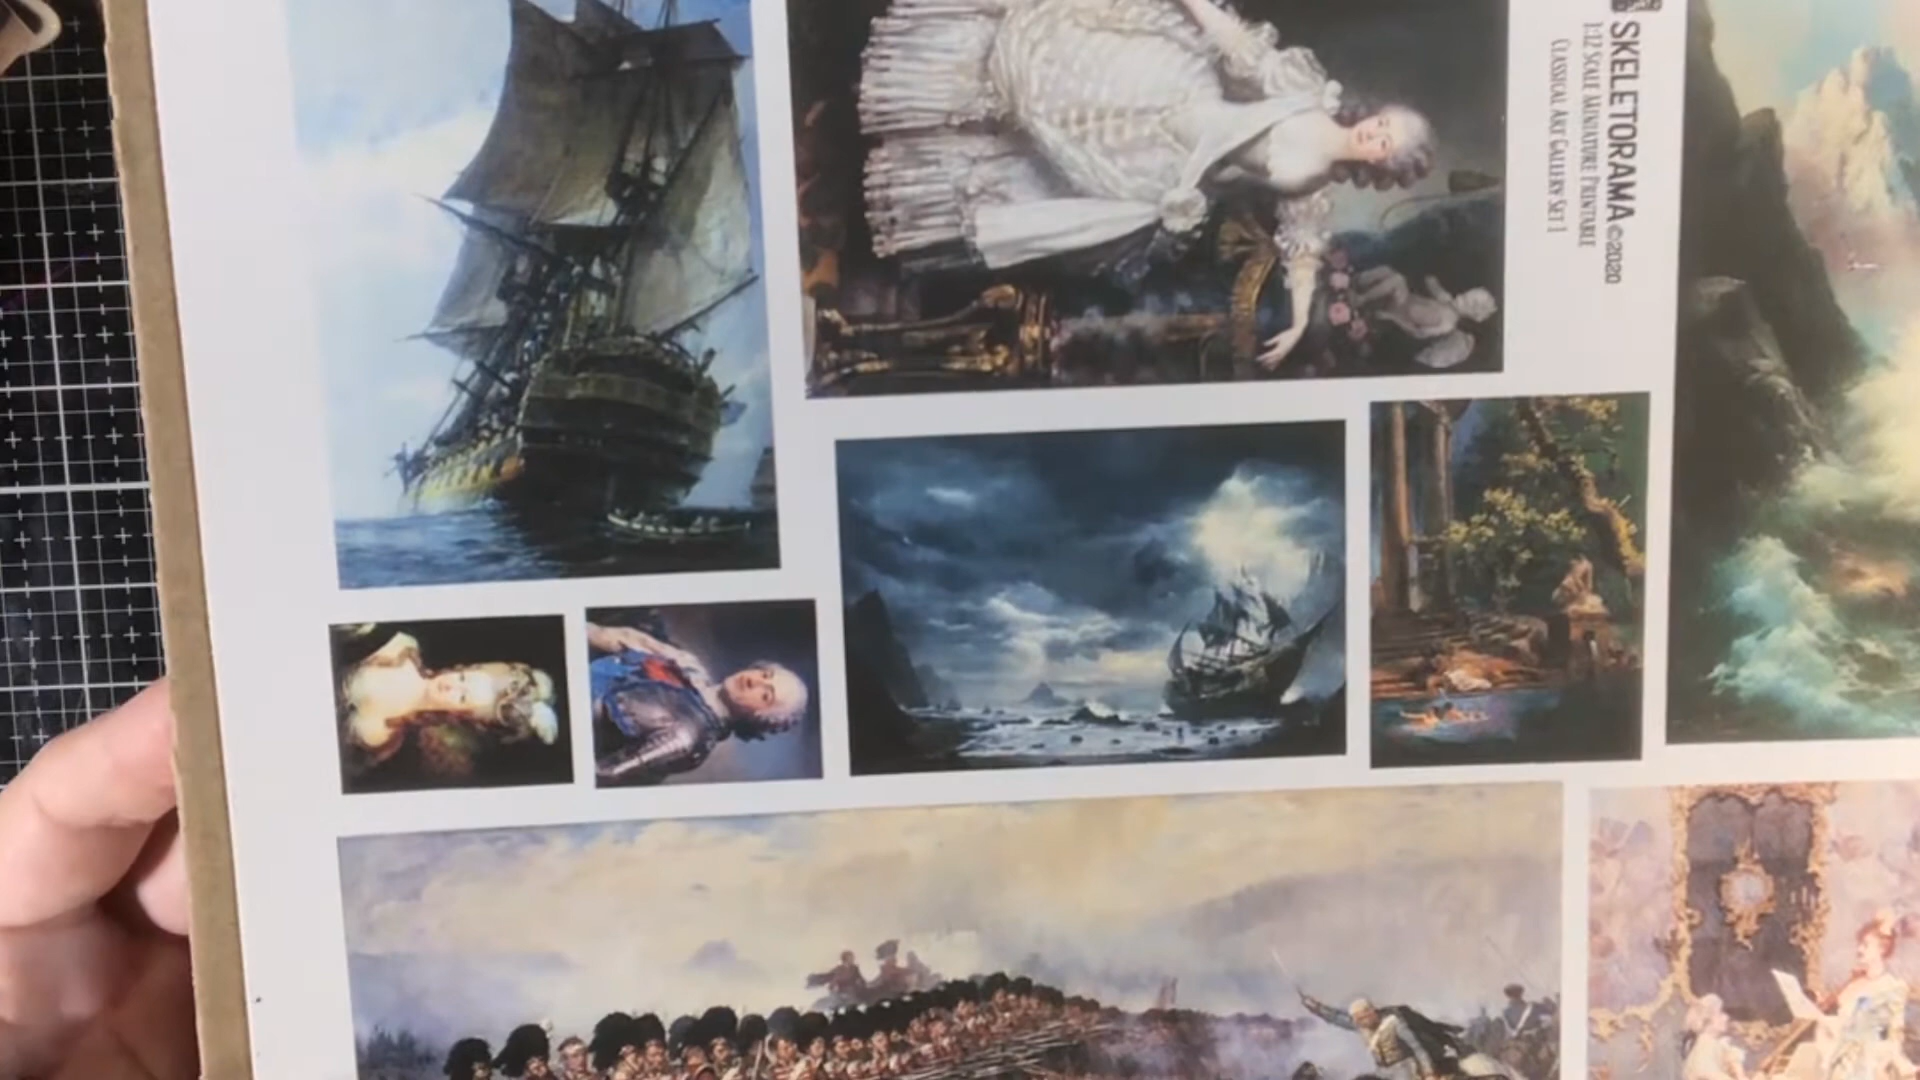 SKELETORAMA ©2020
1:12 SCALE MINIATURE PRINTABLE
CLASSICAL ART GALLERY SET 1